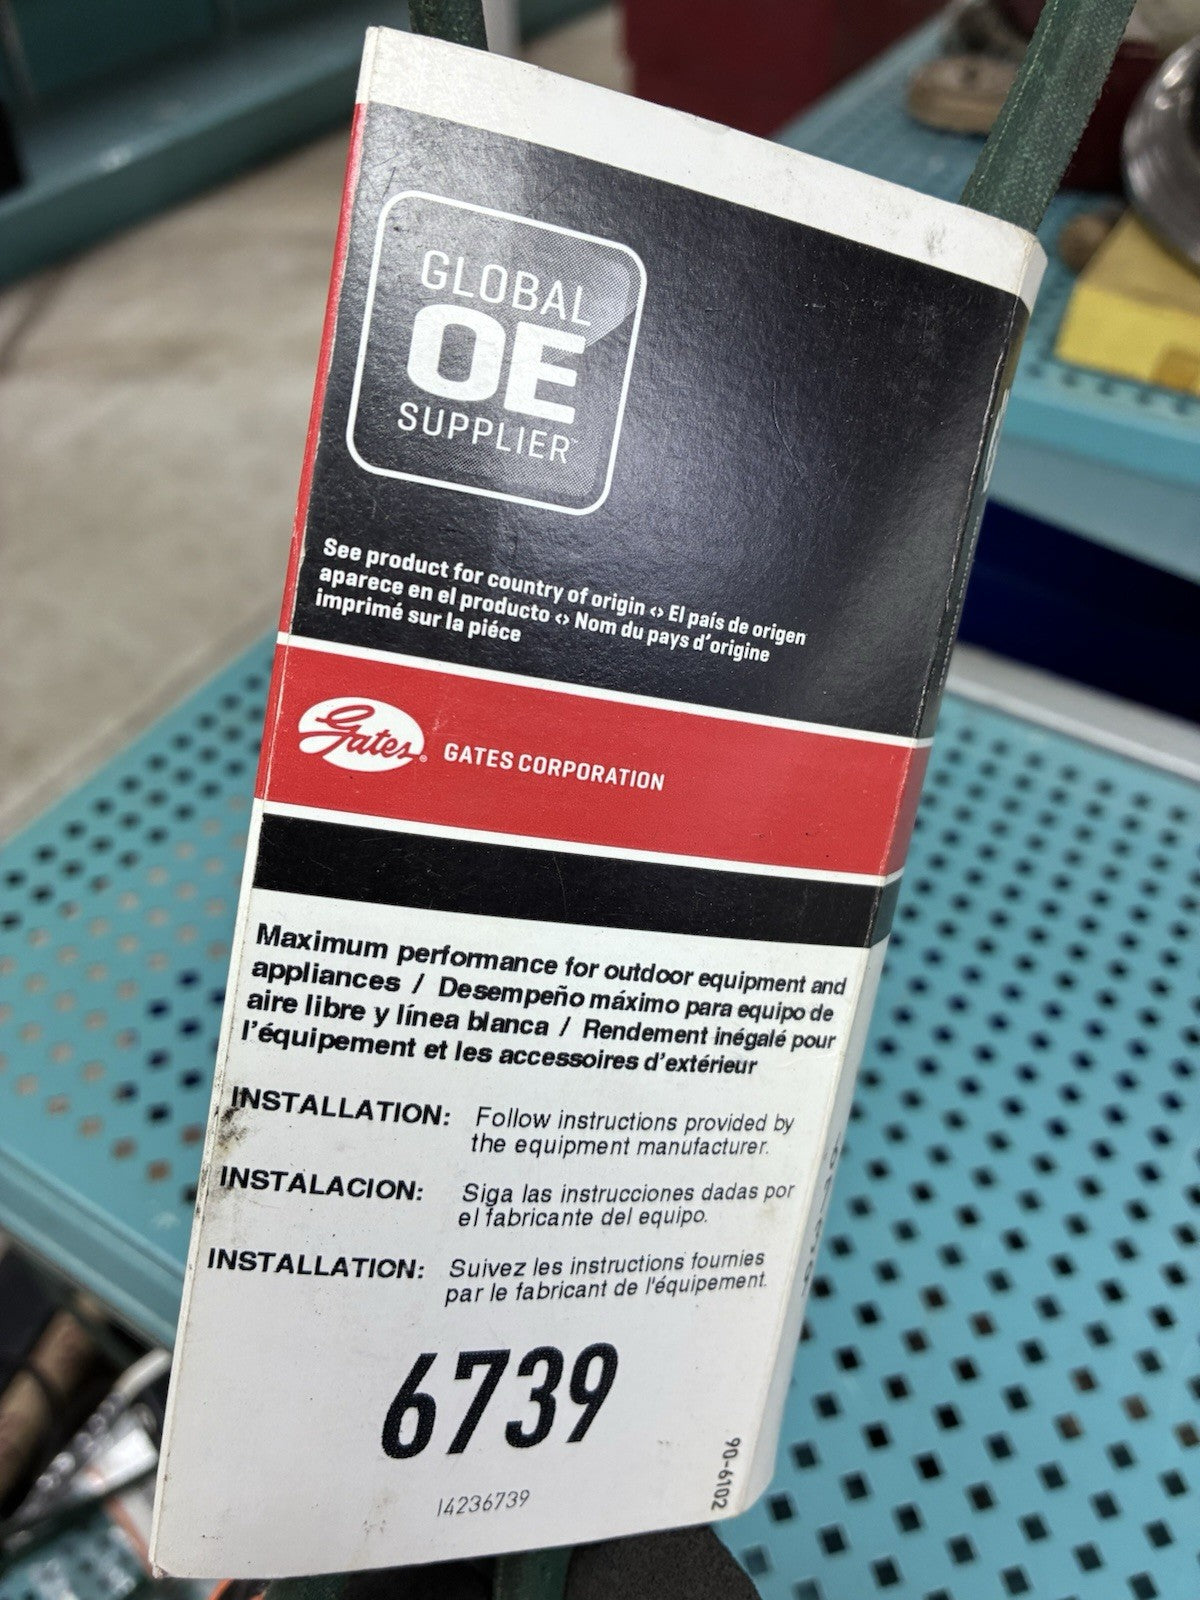 GLOBAL
OE
SUPPLIER™
See product for country of origin <> El país de origen
aparece en el producto <> Nom du pays d'origine
imprimé sur la piéce
Gates® GATES CORPORATION
Maximum performance for outdoor equipment and
appliances / Desempeño máximo para equipo de
aire libre y línea blanca / Rendement inégalé pour
l'équipement et les accessoires d'extérieur
INSTALLATION: Follow instructions provided by
the equipment manufacturer.
INSTALACION: Siga las instrucciones dadas por
el fabricante del equipo.
INSTALLATION: Suivez les instructions fournies
par le fabricant de l'équipement.
6739
14236739
90-6102